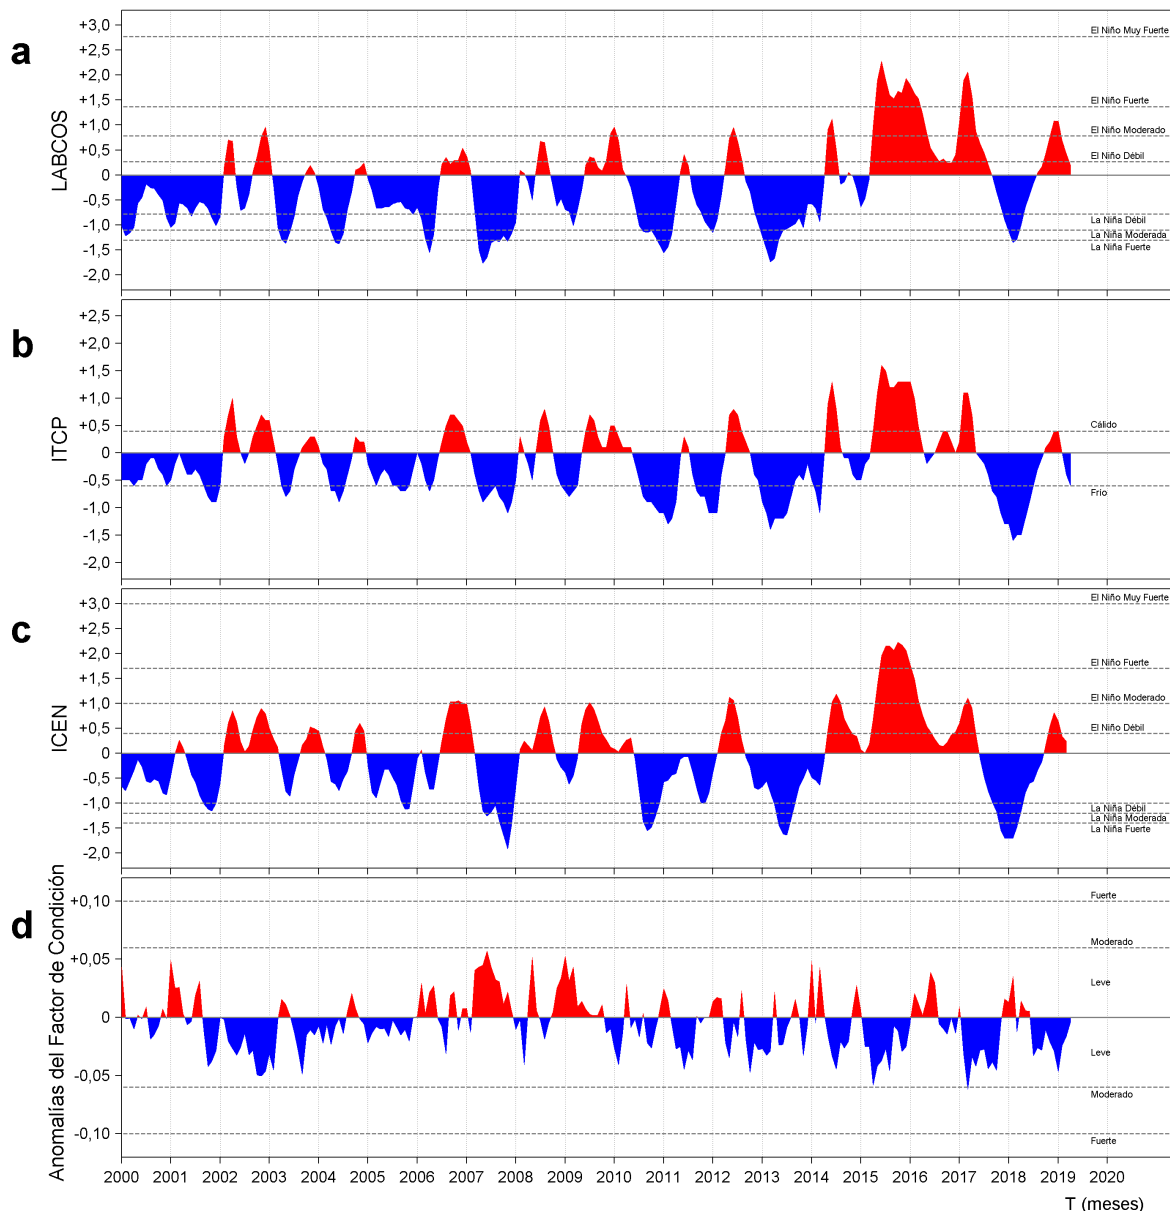 a
LABCOS
+3,0
+2,5
+2,0
+1,5
+1,0
+0,5
0
-0,5
-1,0
-1,5
-2,0
El Niño Muy Fuerte
El Niño Fuerte
El Niño Moderado
El Niño Débil
La Niña Débil
La Niña Moderada
La Niña Fuerte
b
ITCP
+2,5
+2,0
+1,5
+1,0
+0,5
0
-0,5
-1,0
-1,5
-2,0
Cálido
Frío
c
ICEN
+3,0
+2,5
+2,0
+1,5
+1,0
+0,5
0
-0,5
-1,0
-1,5
-2,0
El Niño Muy Fuerte
El Niño Fuerte
El Niño Moderado
El Niño Débil
La Niña Débil
La Niña Moderada
La Niña Fuerte
d
Anomalías del Factor de Condición
+0,10
+0,05
0
-0,05
-0,10
Fuerte
Moderado
Leve
Leve
Moderado
Fuerte
2000 2001 2002 2003 2004 2005 2006 2007 2008 2009 2010 2011 2012 2013 2014 2015 2016 2017 2018 2019 2020
T (meses)